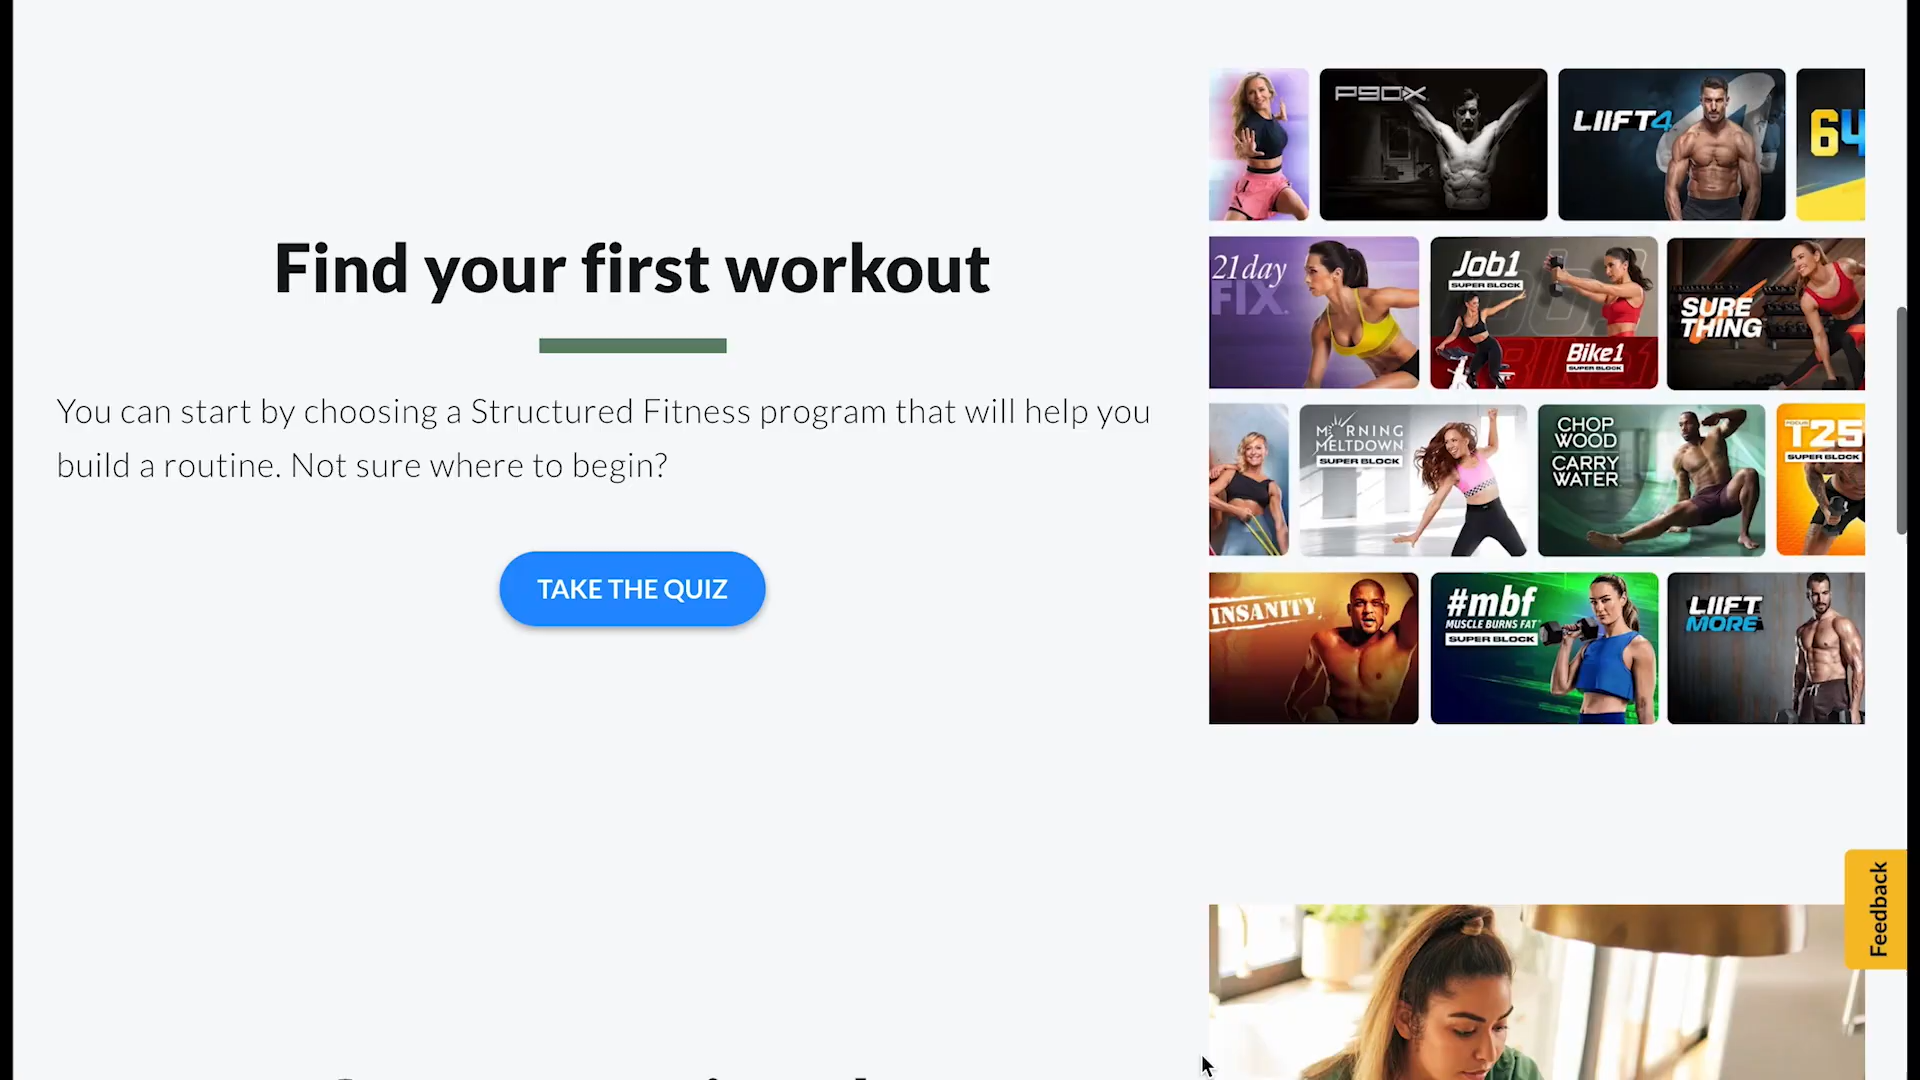 Find your first workout
You can start by choosing a Structured Fitness program that will help you
build a routine. Not sure where to begin?
TAKE THE QUIZ
P90X
LIIFT4
64
21day
FIX
Job1
SUPER BLOCK
Bike1
SUPER BLOCK
SURE
THING
MORNING
MELTDOWN
SUPER BLOCK
CHOP
WOOD
CARRY
WATER
FOCUS
T25
SUPER BLOCK
INSANITY
#mbf
MUSCLE BURNS FAT
SUPER BLOCK
LIIFT
MORE
Feedback